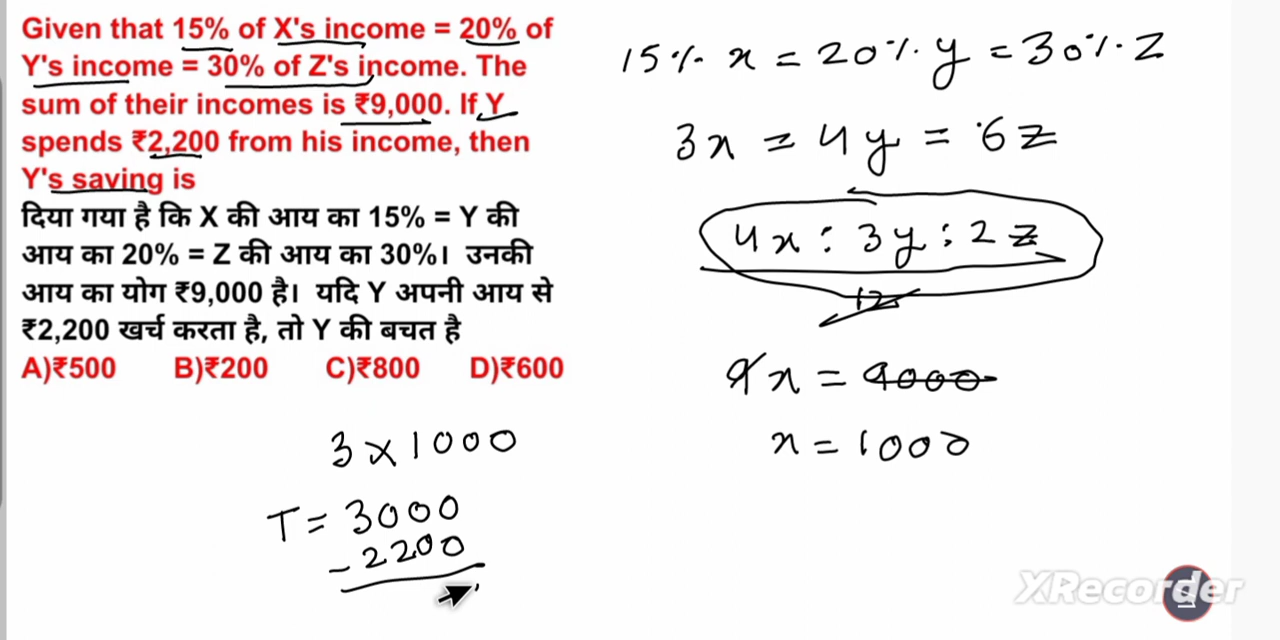 Given that 15% of X's income = 20% of
Y's income = 30% of Z's income. The
sum of their incomes is ₹9,000. If Y
spends ₹2,200 from his income, then
Y's saving is
दिया गया है कि X की आय का 15% = Y की
आय का 20% = Z की आय का 30%। उनकी
आय का योग ₹9,000 है। यदि Y अपनी आय से
₹2,200 खर्च करता है, तो Y की बचत है
A)₹500 B)₹200 C)₹800 D)₹600
3 x 1000
T = 3000
- 2200
15% x = 20% y = 30% Z
3x = 4y = 6z
4x : 3y : 2z
12
9x = 9000
x = 1000
XRecorder